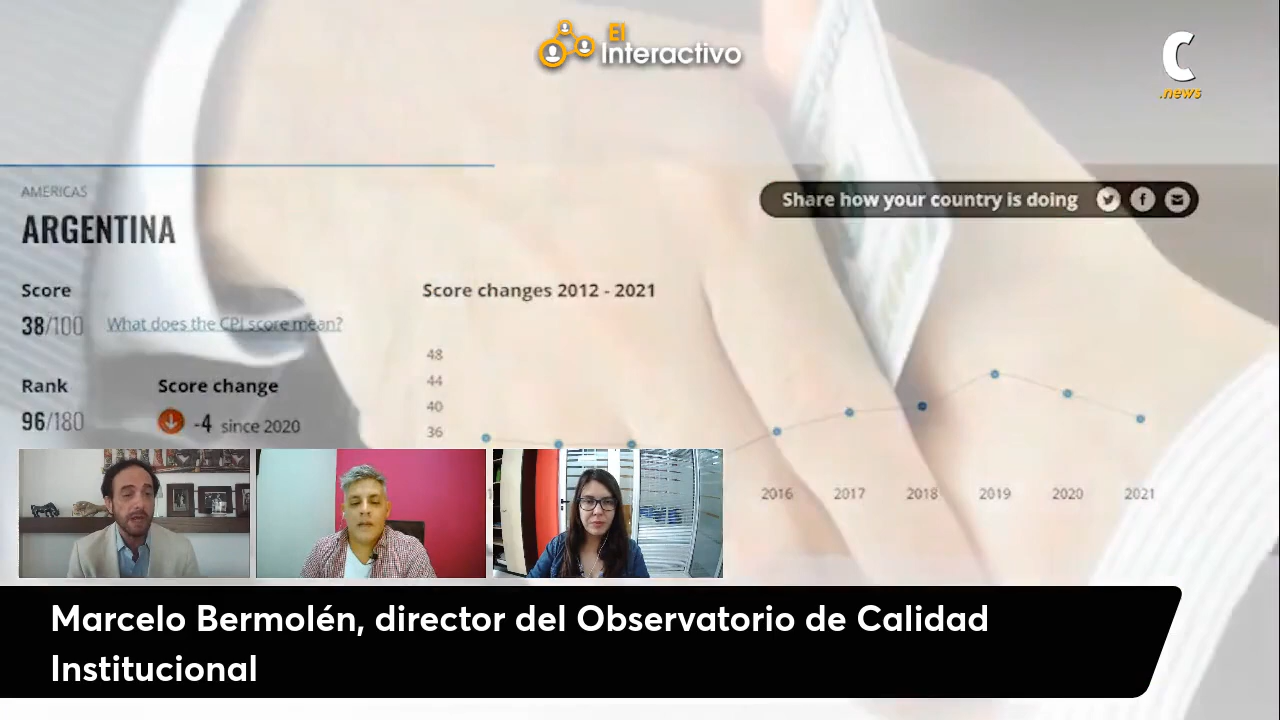 El
Interactivo
C
.news
AMERICAS
ARGENTINA
Share how your country is doing
Score
Score changes 2012 - 2021
38/100 What does the CPI score mean?
48
44
Rank
Score change
40
96/180
-4 since 2020
36
2016 2017 2018 2019 2020 2021
Marcelo Bermolén, director del Observatorio de Calidad
Institucional